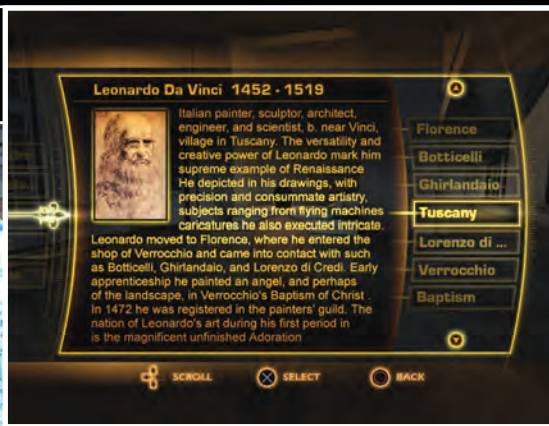 Leonardo Da Vinci 1452 - 1519
Italian painter, sculptor, architect,
engineer, and scientist, b. near Vinci,
village in Tuscany. The versatility and
creative power of Leonardo mark him
supreme example of Renaissance
He depicted in his drawings, with
precision and consummate artistry,
subjects ranging from flying machines
caricatures he also executed intricate.
Leonardo moved to Florence, where he entered the
shop of Verrocchio and came into contact with such
as Botticelli, Ghirlandaio, and Lorenzo di Credi. Early
apprenticeship he painted an angel, and perhaps
of the landscape, in Verrocchio's Baptism of Christ .
In 1472 he was registered in the painters' guild. The
nation of Leonardo's art during his first period in
is the magnificent unfinished Adoration
Florence
Botticelli
Ghirlandaio
Tuscany
Lorenzo di ...
Verrocchio
Baptism
SCROLL
SELECT
BACK